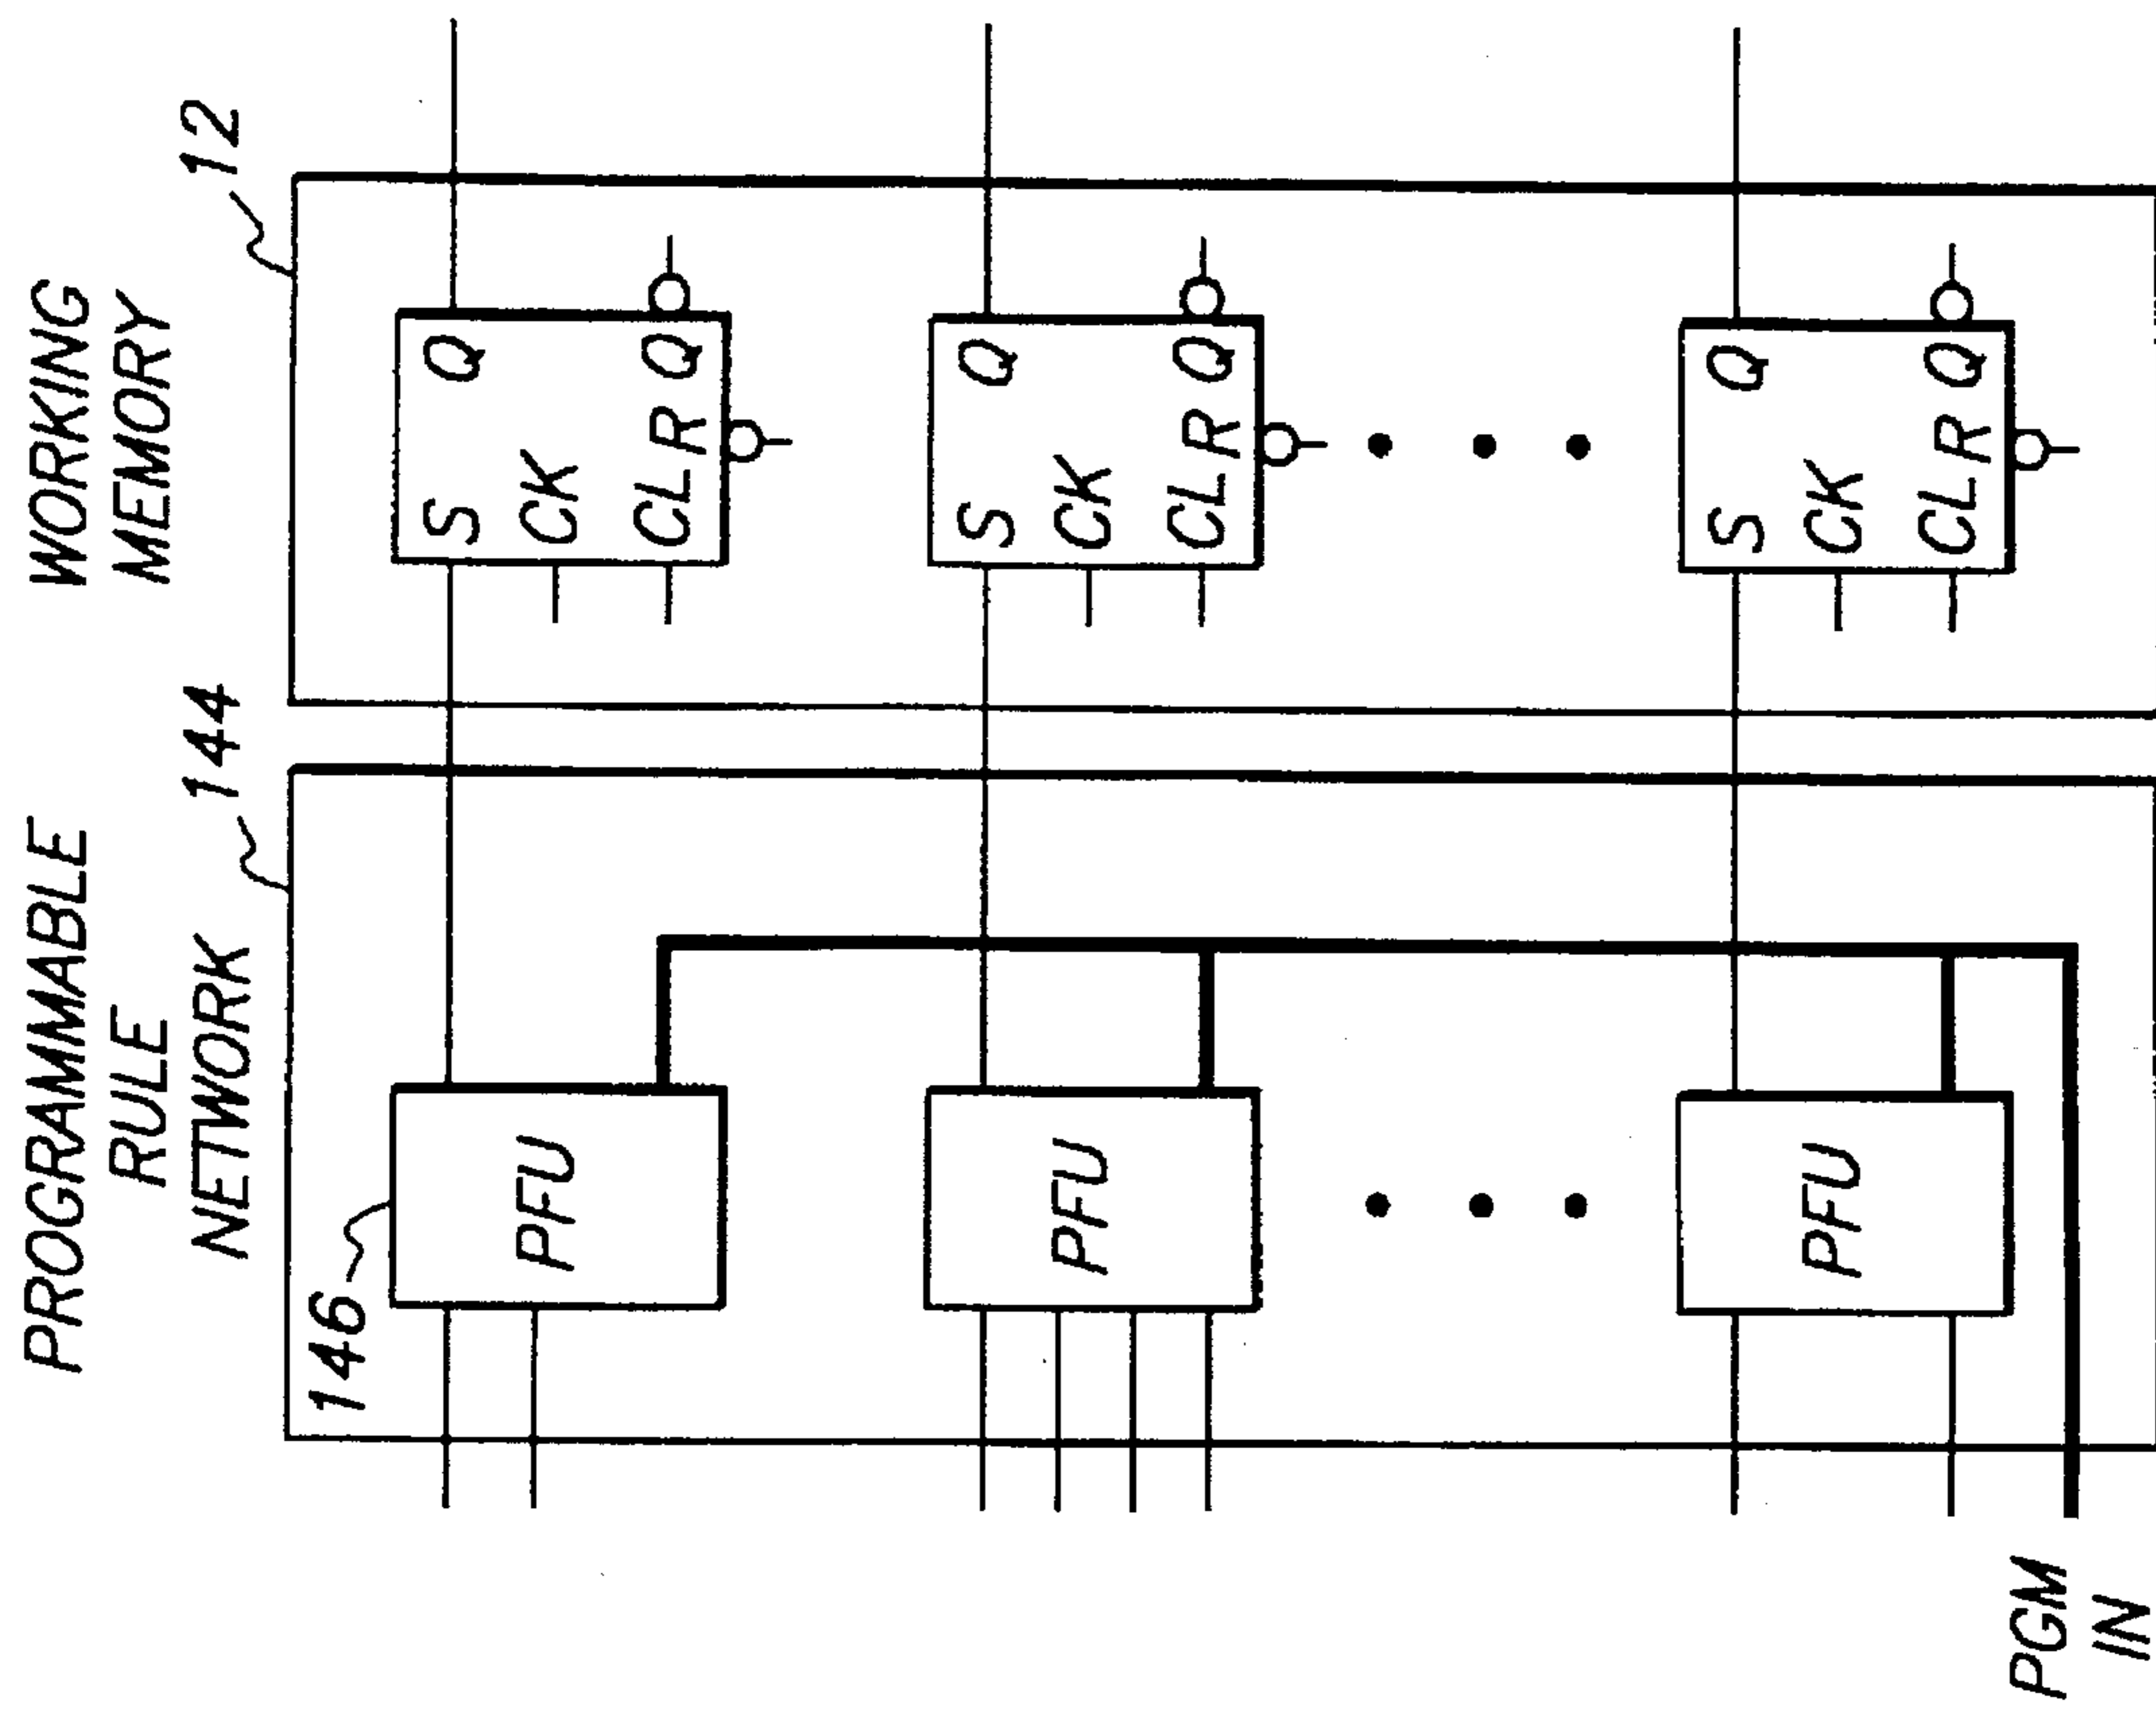 PROGRAMMABLE
RULE
NETWORK
144
WORKING
MEMORY
12
146
PFU
S Q
CK
CLR Q
PFU
S Q
CK
CLR Q
PFU
S Q
CK
CLR Q
PGM
IN